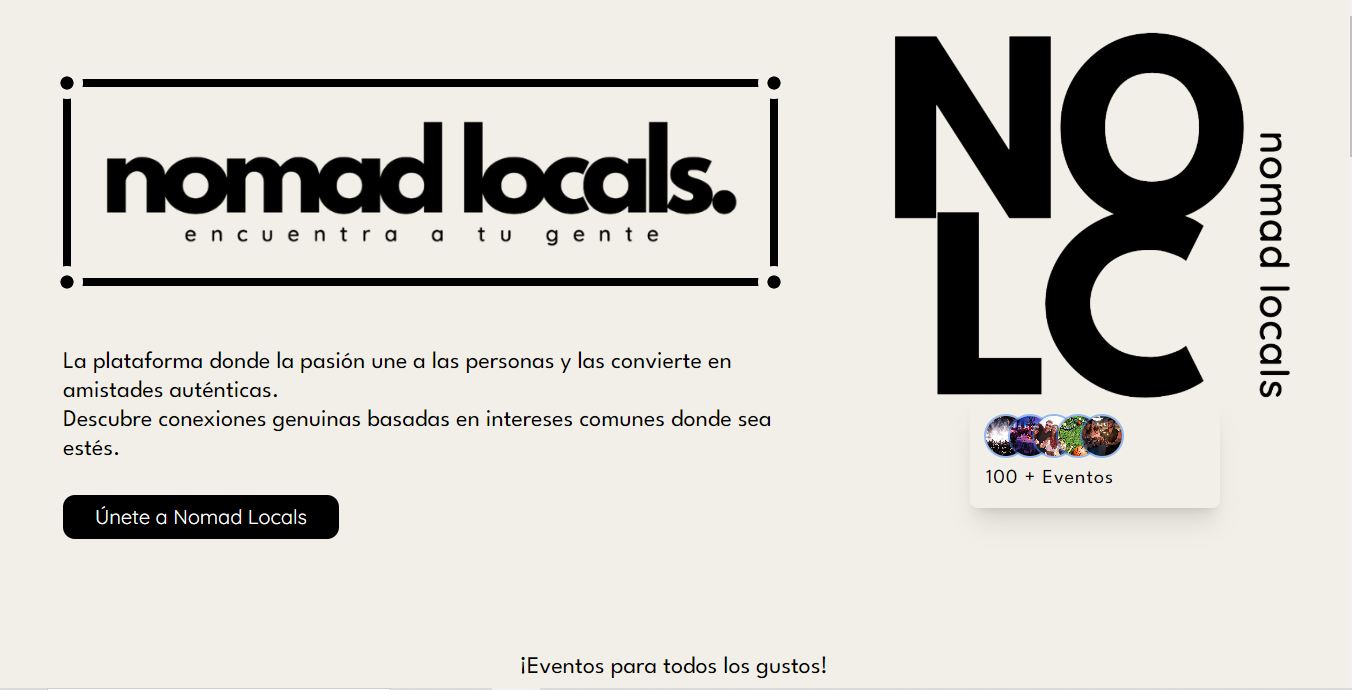 nomad locals.
encuentra a tu gente
La plataforma donde la pasión une a las personas y las convierte en
amistades auténticas.
Descubre conexiones genuinas basadas en intereses comunes donde sea
estés.
Únete a Nomad Locals
NO
LC
nomad locals
100 + Eventos
¡Eventos para todos los gustos!